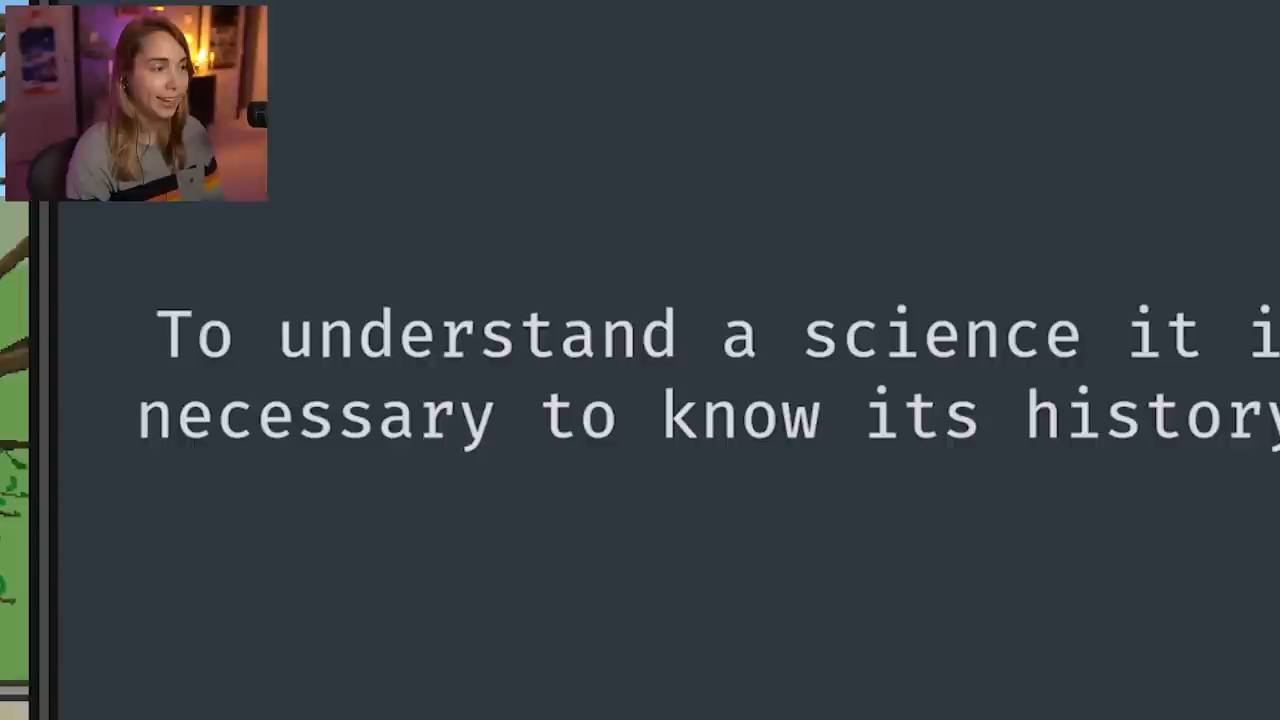 To understand a science it i
necessary to know its history